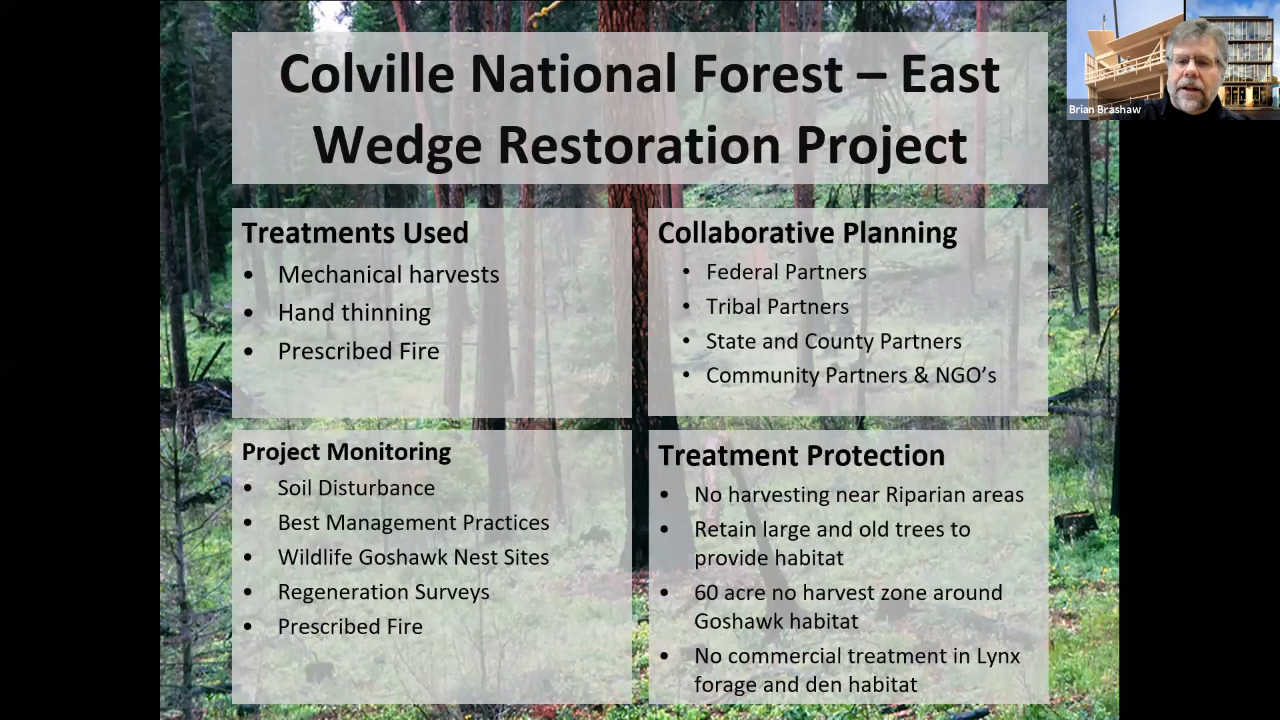 Colville National Forest – East
Wedge Restoration Project
Brian Brashaw
Treatments Used
• Mechanical harvests
• Hand thinning
• Prescribed Fire
Collaborative Planning
• Federal Partners
• Tribal Partners
• State and County Partners
• Community Partners & NGO’s
Project Monitoring
• Soil Disturbance
• Best Management Practices
• Wildlife Goshawk Nest Sites
• Regeneration Surveys
• Prescribed Fire
Treatment Protection
• No harvesting near Riparian areas
• Retain large and old trees to
provide habitat
• 60 acre no harvest zone around
Goshawk habitat
• No commercial treatment in Lynx
forage and den habitat